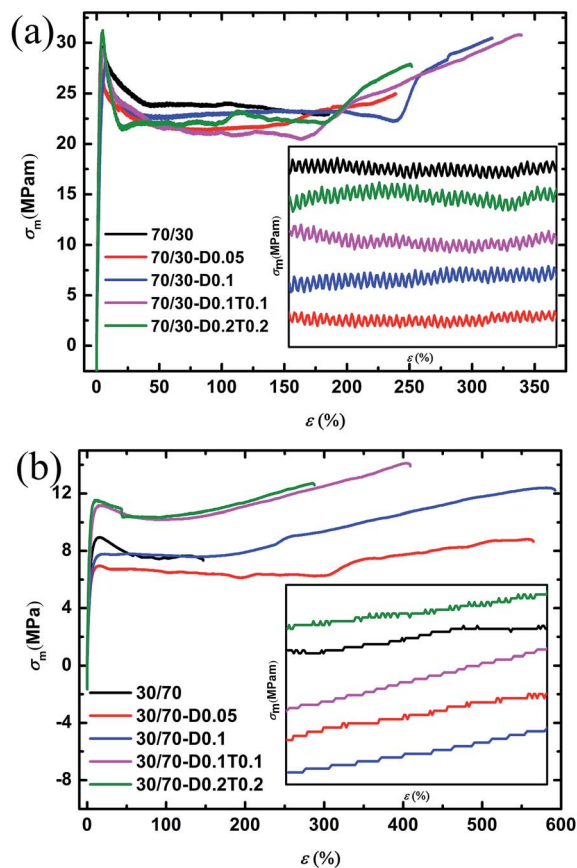 (a)
30
25
20
15
10
5
0
σm(MPam)
70/30
70/30-D0.05
70/30-D0.1
70/30-D0.1T0.1
70/30-D0.2T0.2
σm(MPam)
ε(%)
0 50 100 150 200 250 300 350
ε (%)
(b)
12
8
4
0
-4
-8
σm(MPa)
30/70
30/70-D0.05
30/70-D0.1
30/70-D0.1T0.1
30/70-D0.2T0.2
σm(MPam)
ε (%)
0 100 200 300 400 500 600
ε (%)